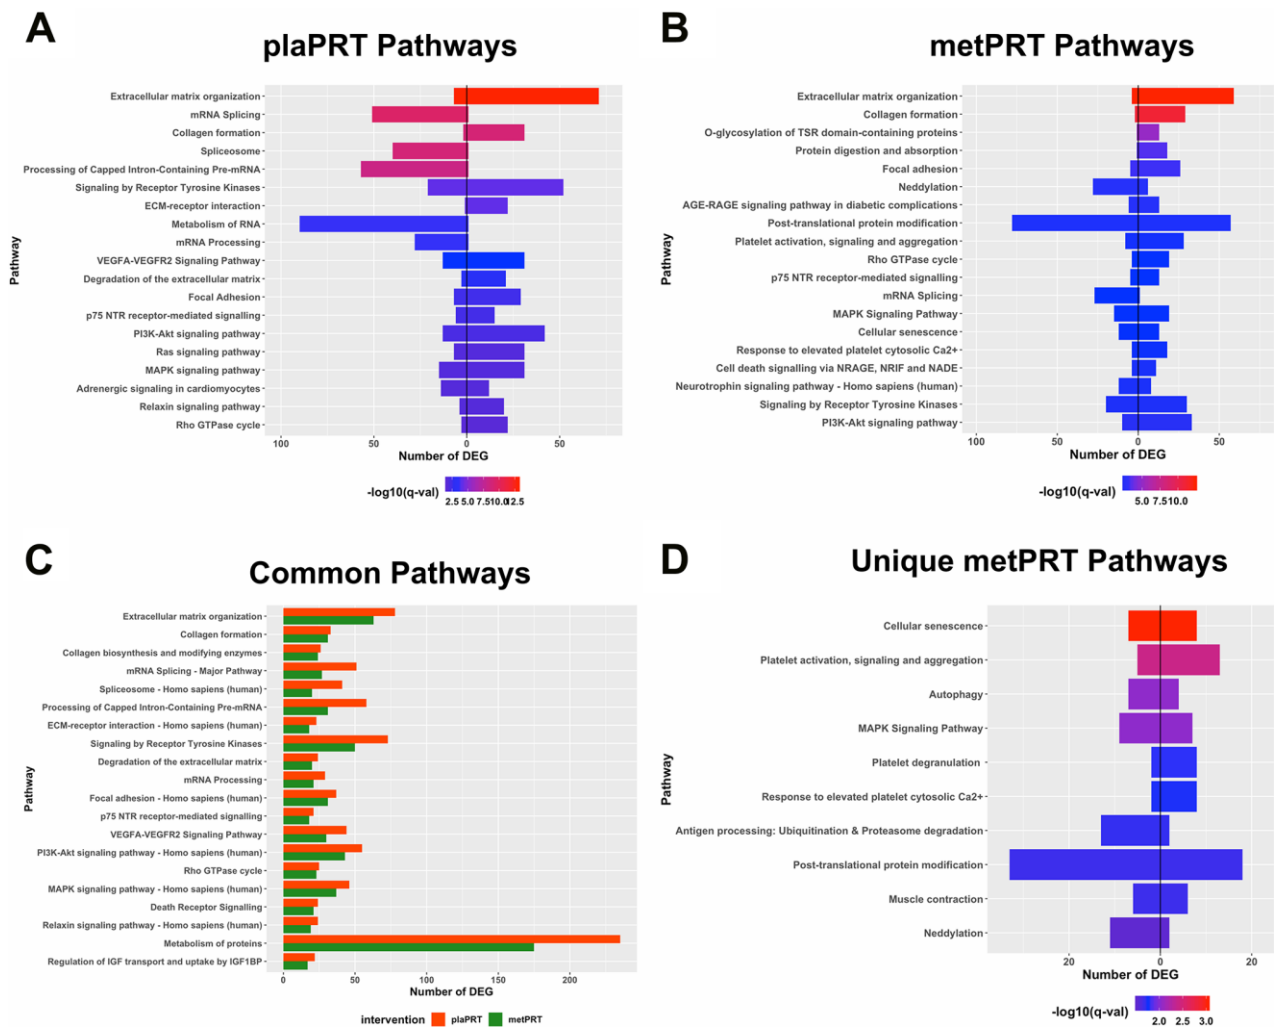 A
plaPRT Pathways
Extracellular matrix organization
mRNA Splicing
Collagen formation
Spliceosome
Processing of Capped Intron-Containing Pre-mRNA
Signaling by Receptor Tyrosine Kinases
ECM-receptor interaction
Metabolism of RNA
mRNA Processing
VEGFA-VEGFR2 Signaling Pathway
Degradation of the extracellular matrix
Focal Adhesion
p75 NTR receptor-mediated signalling
PI3K-Akt signaling pathway
Ras signaling pathway
MAPK signaling pathway
Adrenergic signaling in cardiomyocytes
Relaxin signaling pathway
Rho GTPase cycle
Pathway
100 50 0 50
Number of DEG
-log10(q-val)
2.5 5.0 7.5 10.0 12.5
B
metPRT Pathways
Extracellular matrix organization
Collagen formation
O-glycosylation of TSR domain-containing proteins
Protein digestion and absorption
Focal adhesion
Neddylation
AGE-RAGE signaling pathway in diabetic complications
Post-translational protein modification
Platelet activation, signaling and aggregation
Rho GTPase cycle
p75 NTR receptor-mediated signalling
mRNA Splicing
MAPK Signaling Pathway
Cellular senescence
Response to elevated platelet cytosolic Ca2+
Cell death signalling via NRAGE, NRIF and NADE
Neurotrophin signaling pathway - Homo sapiens (human)
Signaling by Receptor Tyrosine Kinases
PI3K-Akt signaling pathway
Pathway
100 50 0 50
Number of DEG
-log10(q-val)
5.0 7.5 10.0
C
Common Pathways
Extracellular matrix organization
Collagen formation
Collagen biosynthesis and modifying enzymes
mRNA Splicing - Major Pathway
Spliceosome - Homo sapiens (human)
Processing of Capped Intron-Containing Pre-mRNA
ECM-receptor interaction - Homo sapiens (human)
Signaling by Receptor Tyrosine Kinases
Degradation of the extracellular matrix
mRNA Processing
Focal adhesion - Homo sapiens (human)
p75 NTR receptor-mediated signalling
VEGFA-VEGFR2 Signaling Pathway
PI3K-Akt signaling pathway - Homo sapiens (human)
Rho GTPase cycle
MAPK signaling pathway - Homo sapiens (human)
Death Receptor Signalling
Relaxin signaling pathway - Homo sapiens (human)
Metabolism of proteins
Regulation of IGF transport and uptake by IGF1BP
Pathway
0 50 100 150 200
Number of DEG
intervention plaPRT metPRT
D
Unique metPRT Pathways
Cellular senescence
Platelet activation, signaling and aggregation
Autophagy
MAPK Signaling Pathway
Platelet degranulation
Response to elevated platelet cytosolic Ca2+
Antigen processing: Ubiquitination & Proteasome degradation
Post-translational protein modification
Muscle contraction
Neddylation
Pathway
20 0 20
Number of DEG
-log10(q-val)
2.0 2.5 3.0